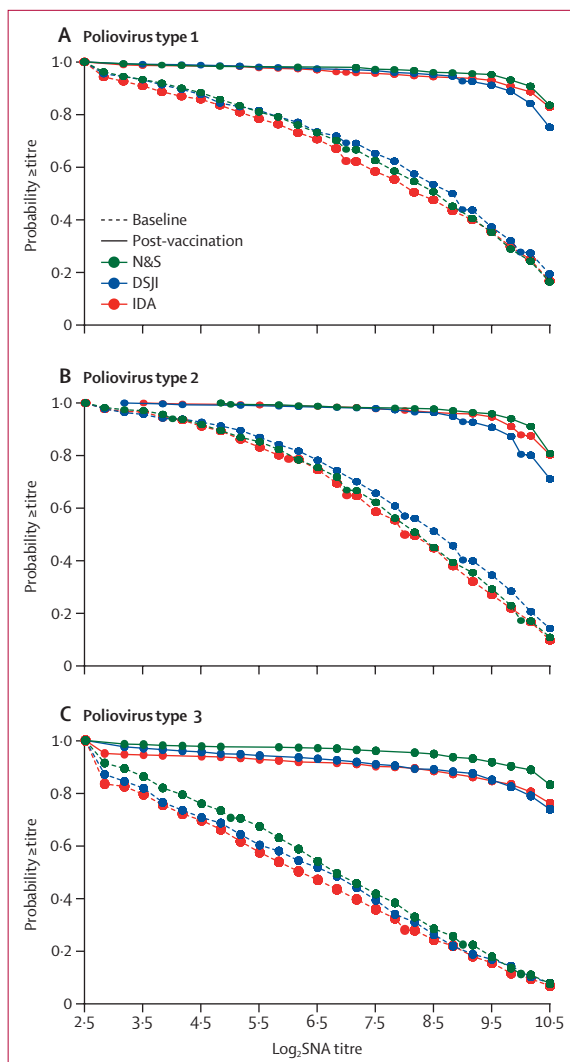 A Poliovirus type 1
1·0
0·8
0·6
0·4
0·2
0
Probability ≥titre
Baseline
Post-vaccination
N&S
DSJI
IDA
B Poliovirus type 2
1·0
0·8
0·6
0·4
0·2
0
Probability ≥titre
C Poliovirus type 3
1·0
0·8
0·6
0·4
0·2
0
Probability ≥titre
2·5 3·5 4·5 5·5 6·5 7·5 8·5 9·5 10·5
Log₂SNA titre